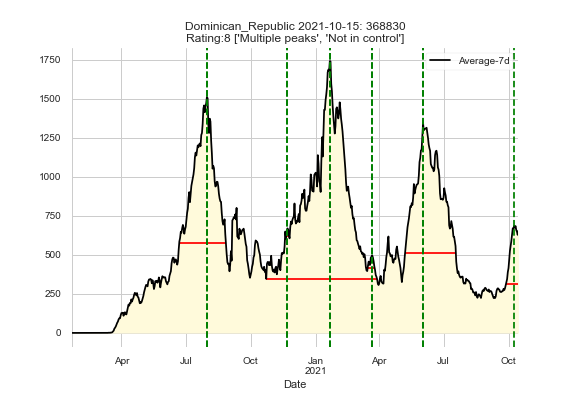 Dominican_Republic 2021-10-15: 368830
Rating:8 ['Multiple peaks', 'Not in control']
Average-7d
1750
1500
1250
1000
750
500
250
0
Apr Jul Oct Jan Apr Jul Oct
2021
Date